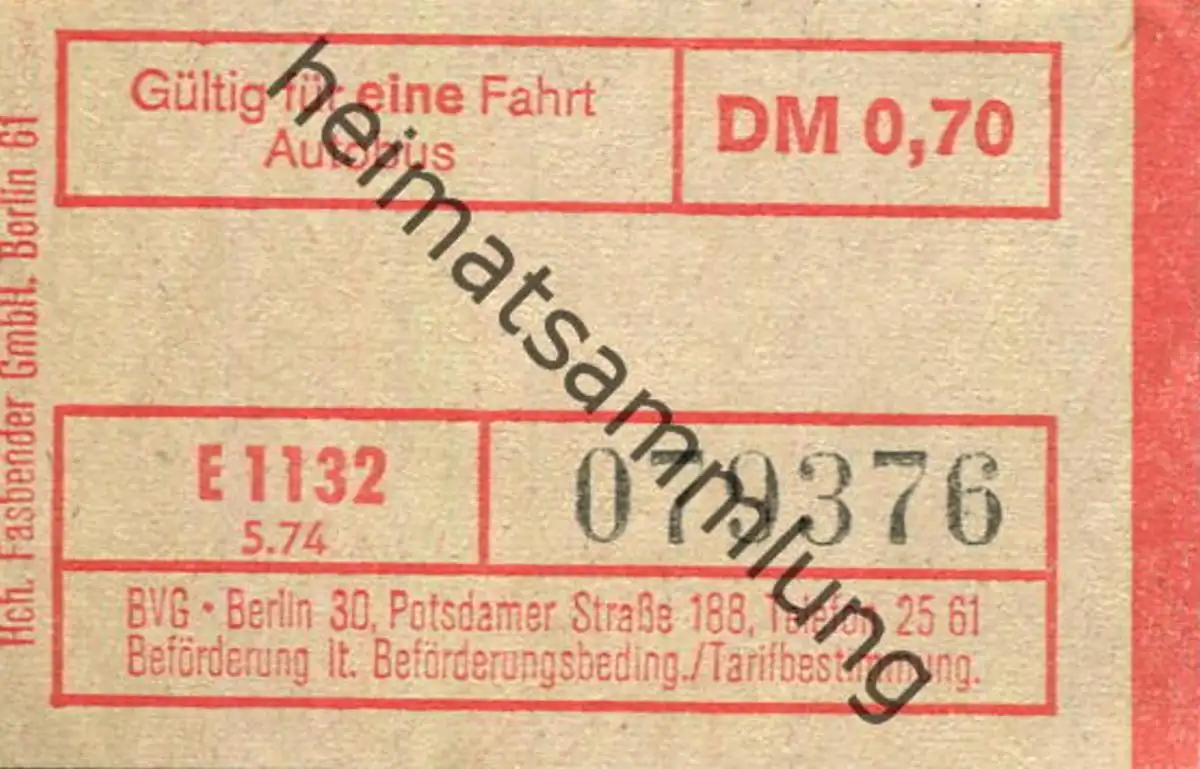 Gültig für eine Fahrt
Autobus
DM 0,70
E 1132
5.74
079376
BVG • Berlin 30, Potsdamer Straße 188, Telefon 25 61
Beförderung lt. Beförderungsbeding./Tarifbestimmung.
Hch. Fasbender GmbH. Berlin 61
heimatsammlung